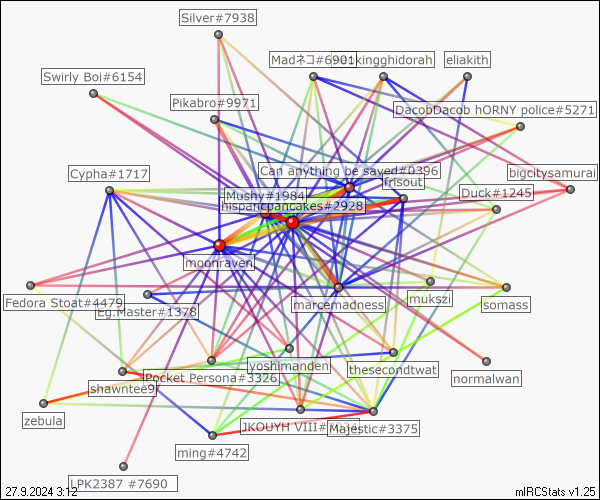 Silver#7938
Madネコ#6901
kingghidorah
eliakith
Swirly Boi#6154
Pikabro#9971
DacobDacob hORNY police#5271
Cypha#1717
Can anything be saved#0396
bigcitysamurai
frisout
Mushy#1984
Duck#1245
hispanicpancakes#2928
moonraven
Fedora Stoat#4479
Eg.Master#1378
marcemadness
mukszi
somass
yoshimanden
thesecondtwat
Pocket Persona#3326
normalwan
shawntee9
zebula
JKOUYH VIII#
Majestic#3375
ming#4742
LPK2387 #7690
27.9.2024 3:12
mIRCStats v1.25